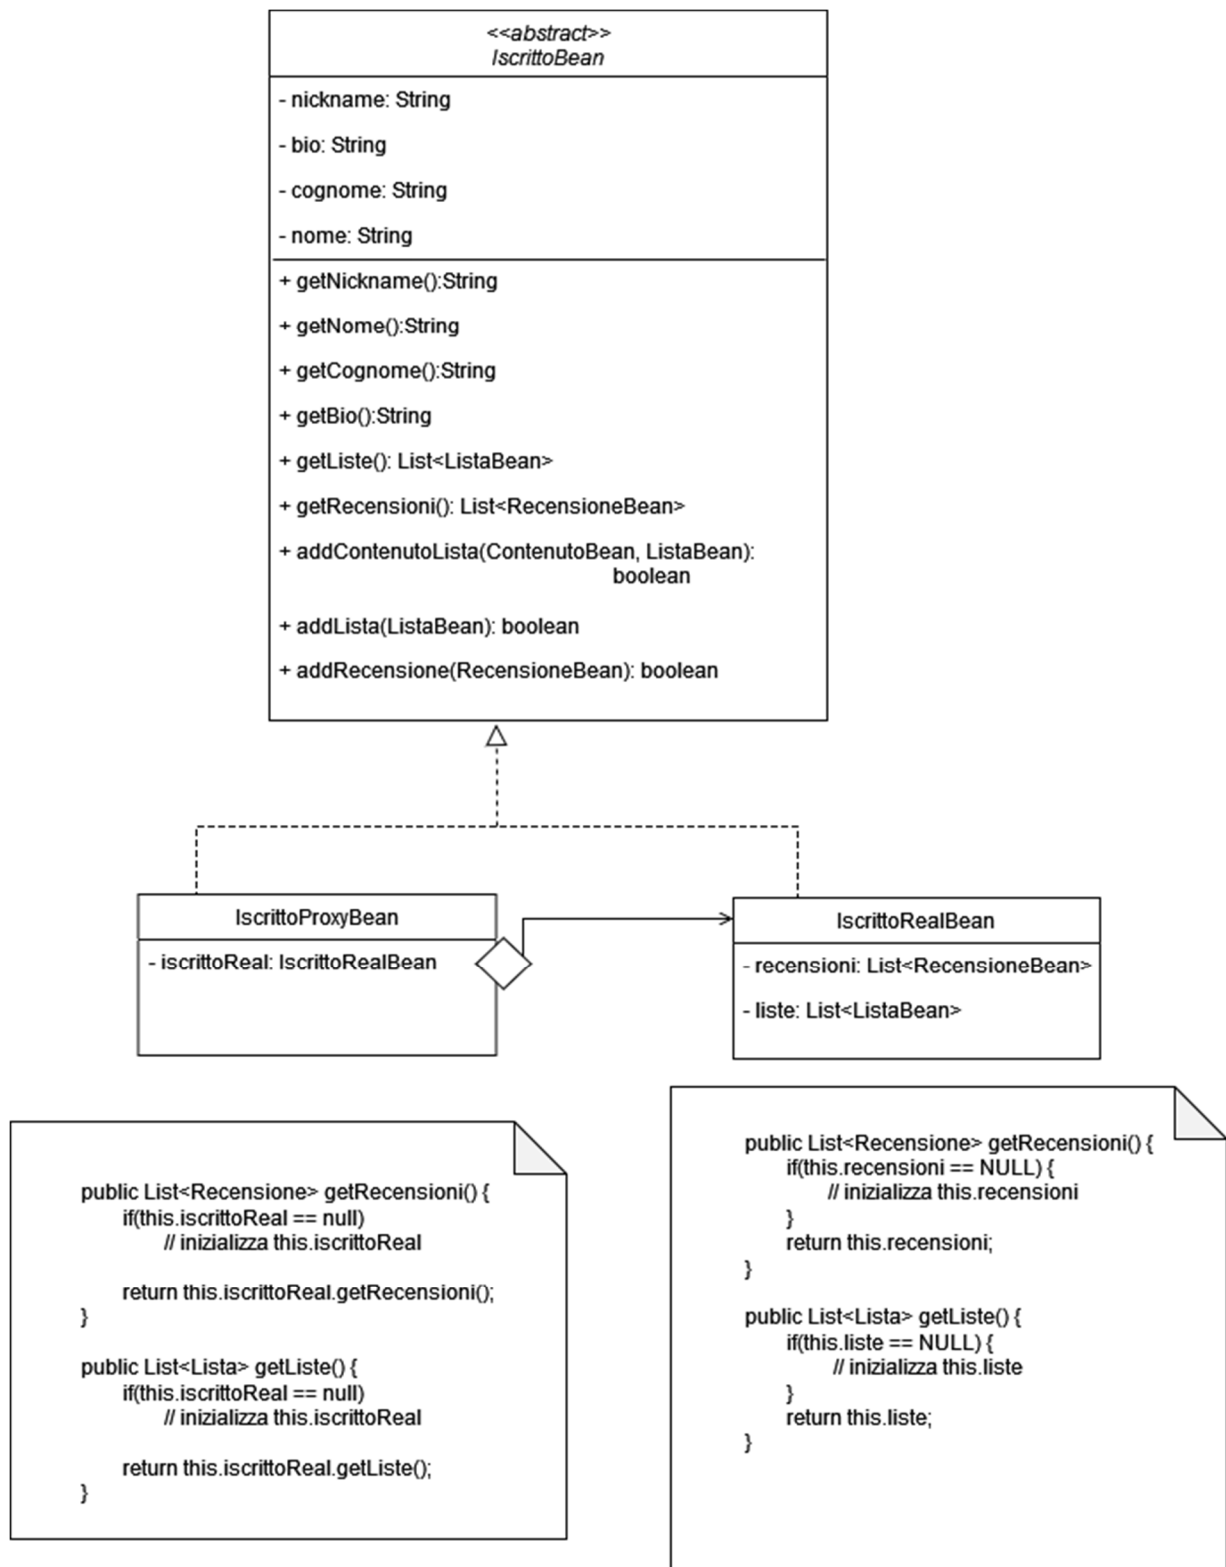 <<abstract>>
IscrittoBean
- nickname: String
- bio: String
- cognome: String
- nome: String
+ getNickname():String
+ getNome():String
+ getCognome():String
+ getBio():String
+ getListe(): List<ListaBean>
+ getRecensioni(): List<RecensioneBean>
+ addContenutoLista(ContenutoBean, ListaBean):
boolean
+ addLista(ListaBean): boolean
+ addRecensione(RecensioneBean): boolean
IscrittoProxyBean
- iscrittoReal: IscrittoRealBean
IscrittoRealBean
- recensioni: List<RecensioneBean>
- liste: List<ListaBean>
public List<Recensione> getRecensioni() {
if(this.iscrittoReal == null)
// inizializza this.iscrittoReal
return this.iscrittoReal.getRecensioni();
}
public List<Lista> getListe() {
if(this.iscrittoReal == null)
// inizializza this.iscrittoReal
return this.iscrittoReal.getListe();
}
public List<Recensione> getRecensioni() {
if(this.recensioni == NULL) {
// inizializza this.recensioni
}
return this.recensioni;
}
public List<Lista> getListe() {
if(this.liste == NULL) {
// inizializza this.liste
}
return this.liste;
}